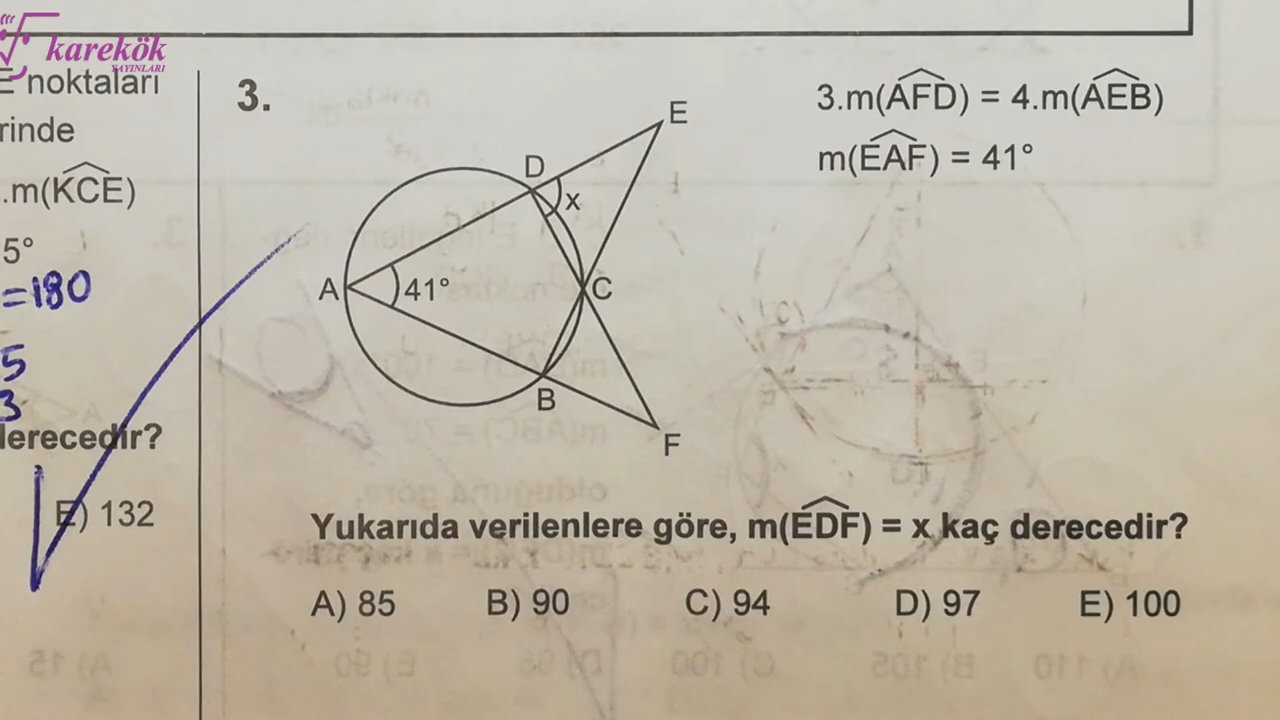 karekök
YAYINLARI
E noktaları
rinde
.m(KCE)
5°
=180
5
3
derecedir?
E) 132
3.
3.m(AFD) = 4.m(AEB)
m(EAF) = 41°
E
D
x
A
41°
C
B
F
Yukarıda verilenlere göre, m(EDF) = x kaç derecedir?
A) 85 B) 90 C) 94 D) 97 E) 100